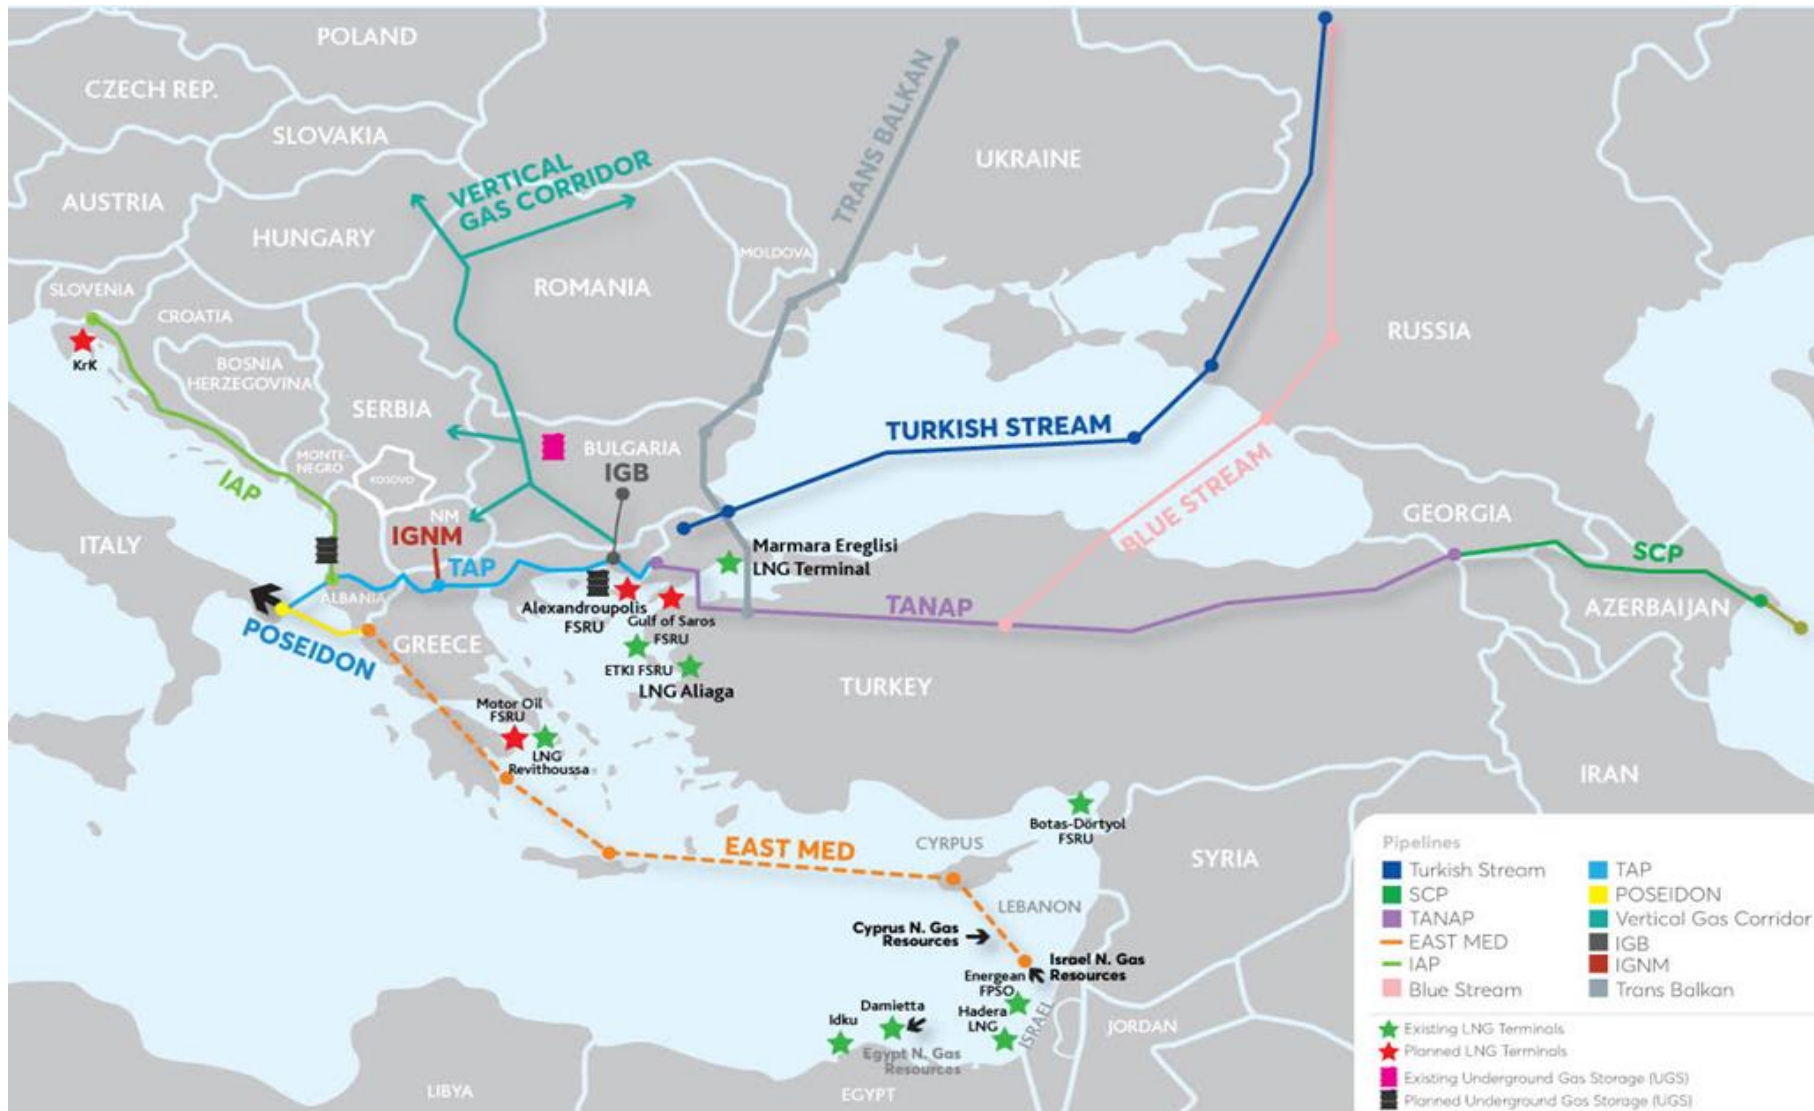 POLAND
CZECH REP.
SLOVAKIA
UKRAINE
TRANS BALKAN
VERTICAL
GAS CORRIDOR
AUSTRIA
HUNGARY
MOLDOVA
ROMANIA
SLOVENIA
CROATIA
RUSSIA
KrK
BOSNIA
HERZEGOVINA
SERBIA
TURKISH STREAM
BULGARIA
MONTE-
NEGRO
KOSOVO
IGB
IAP
BLUE STREAM
NM
GEORGIA
IGNM
ITALY
Marmara Ereglisi
LNG Terminal
SCP
TAP
ALBANIA
TANAP
AZERBAIJAN
Alexandroupolis
FSRU
Gulf of Saros
FSRU
POSEIDON
GREECE
ETKI FSRU
LNG Aliaga
TURKEY
Motor Oil
FSRU
LNG
Revithoussa
IRAN
Botas-Dörtyol
FSRU
EAST MED
CYRPUS
SYRIA
LEBANON
Cyprus N. Gas
Resources
Israel N. Gas
Resources
Energean
FPSO
Damietta
Hadera
LNG
Idku
ISRAEL
JORDAN
Egypt N. Gas
Resources
LIBYA
EGYPT
Pipelines
Turkish Stream
SCP
TANAP
EAST MED
IAP
Blue Stream
TAP
POSEIDON
Vertical Gas Corridor
IGB
IGNM
Trans Balkan
Existing LNG Terminals
Planned LNG Terminals
Existing Underground Gas Storage (UGS)
Planned Underground Gas Storage (UGS)